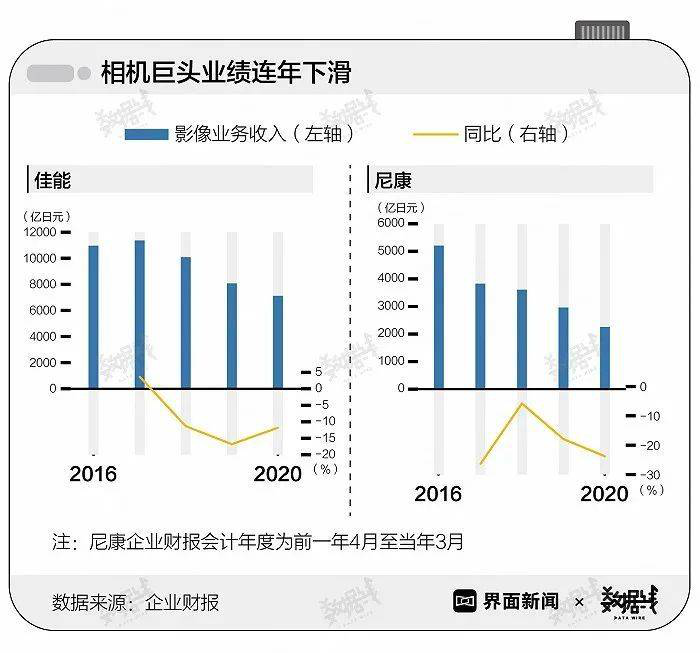 相机巨头业绩连年下滑
影像业务收入（左轴）
同比（右轴）
佳能
（亿日元）
12000
10000
8000
6000
4000
2000
0
5
0
-5
-10
-15
-20
（%）
2016
2020
尼康
（亿日元）
6000
5000
4000
3000
2000
1000
0
0
-10
-20
-30
（%）
2016
2020
注：尼康企业财报会计年度为前一年4月至当年3月
数据来源：企业财报
界面新闻 × 数据线
DATA WIRE